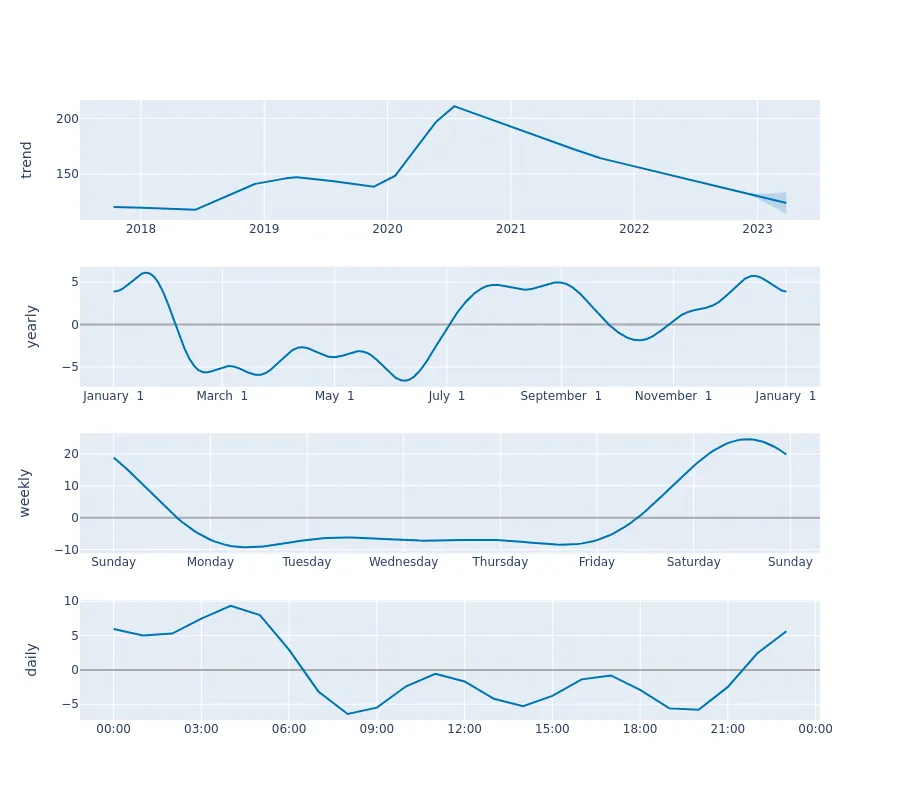 trend
200
150
2018 2019 2020 2021 2022 2023
yearly
5
0
−5
January 1 March 1 May 1 July 1 September 1 November 1 January 1
weekly
20
10
0
−10
Sunday Monday Tuesday Wednesday Thursday Friday Saturday Sunday
daily
10
5
0
−5
00:00 03:00 06:00 09:00 12:00 15:00 18:00 21:00 00:00